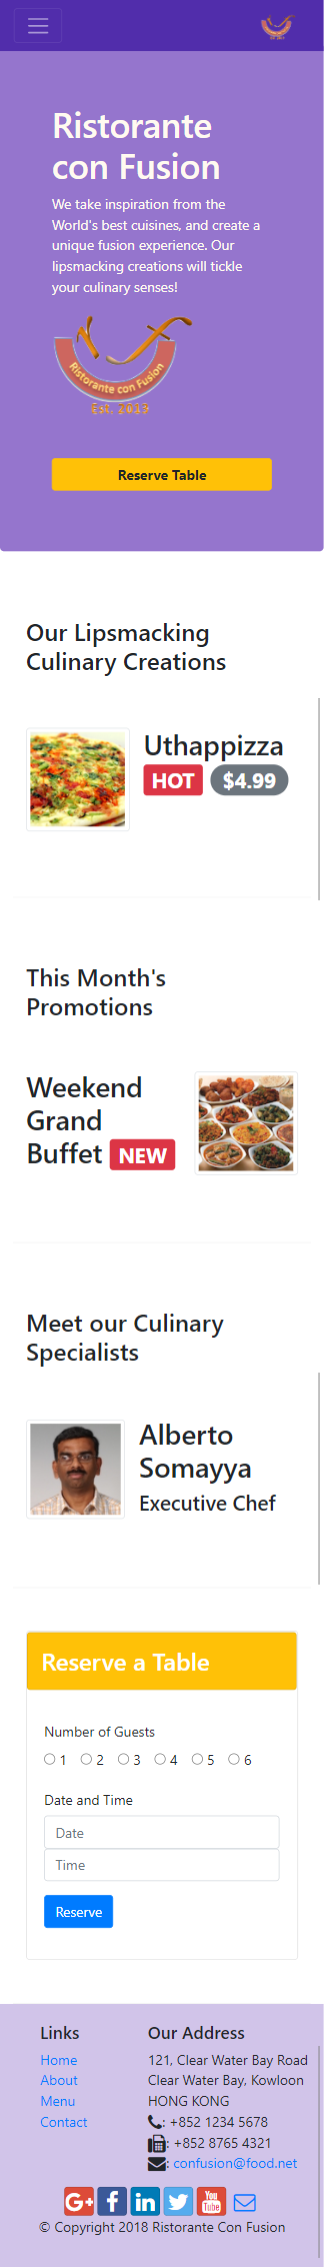 Ristorante
con Fusion
We take inspiration from the
World's best cuisines, and create a
unique fusion experience. Our
lipsmacking creations will tickle
your culinary senses!
Ristorante con Fusion
Est. 2019
Reserve Table
Our Lipsmacking
Culinary Creations
Uthappizza
HOT $4.99
This Month's
Promotions
Weekend
Grand
Buffet NEW
Meet our Culinary
Specialists
Alberto
Somayya
Executive Chef
Reserve a Table
Number of Guests
1 2 3 4 5 6
Date and Time
Date
Time
Reserve
Links
Home
About
Menu
Contact
Our Address
121, Clear Water Bay Road
Clear Water Bay, Kowloon
HONG KONG
: +852 1234 5678
: +852 8765 4321
: confusion@food.net
G+ f in You Tube
© Copyright 2018 Ristorante Con Fusion